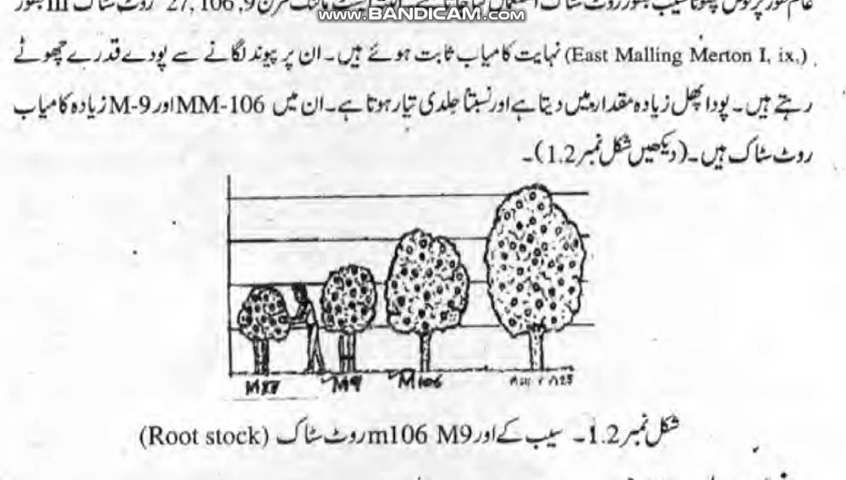 www.BANDICAM.com
(East Malling Merton I, ix,) نہایت کامیاب ثابت ہوئے ہیں۔ ان پر پیوند لگانے سے پودے قدرے چھوٹے
رہتے ہیں۔ پودا پھل زیادہ مقدار میں دیتا ہے اور نسبتاً جلدی تیار ہوتا ہے۔ ان میں MM-106 اور M-9 زیادہ کامیاب
روٹ سٹاک ہیں۔ (دیکھیں شکل نمبر 1.2)۔
M9
M106
شکل نمبر 1.2۔ سیب کے اور m106 M9 روٹ سٹاک (Root stock)